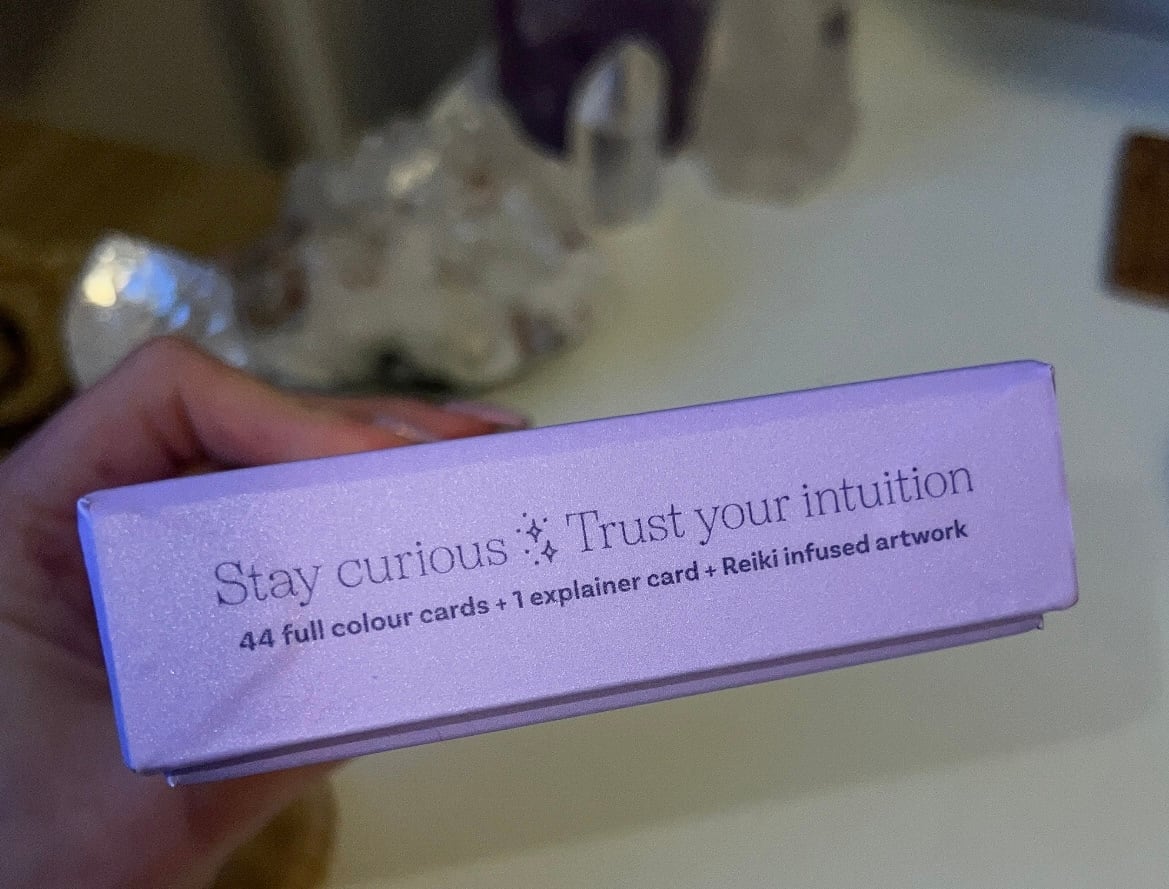 Stay curious Trust your intuition
44 full colour cards + 1 explainer card + Reiki infused artwork